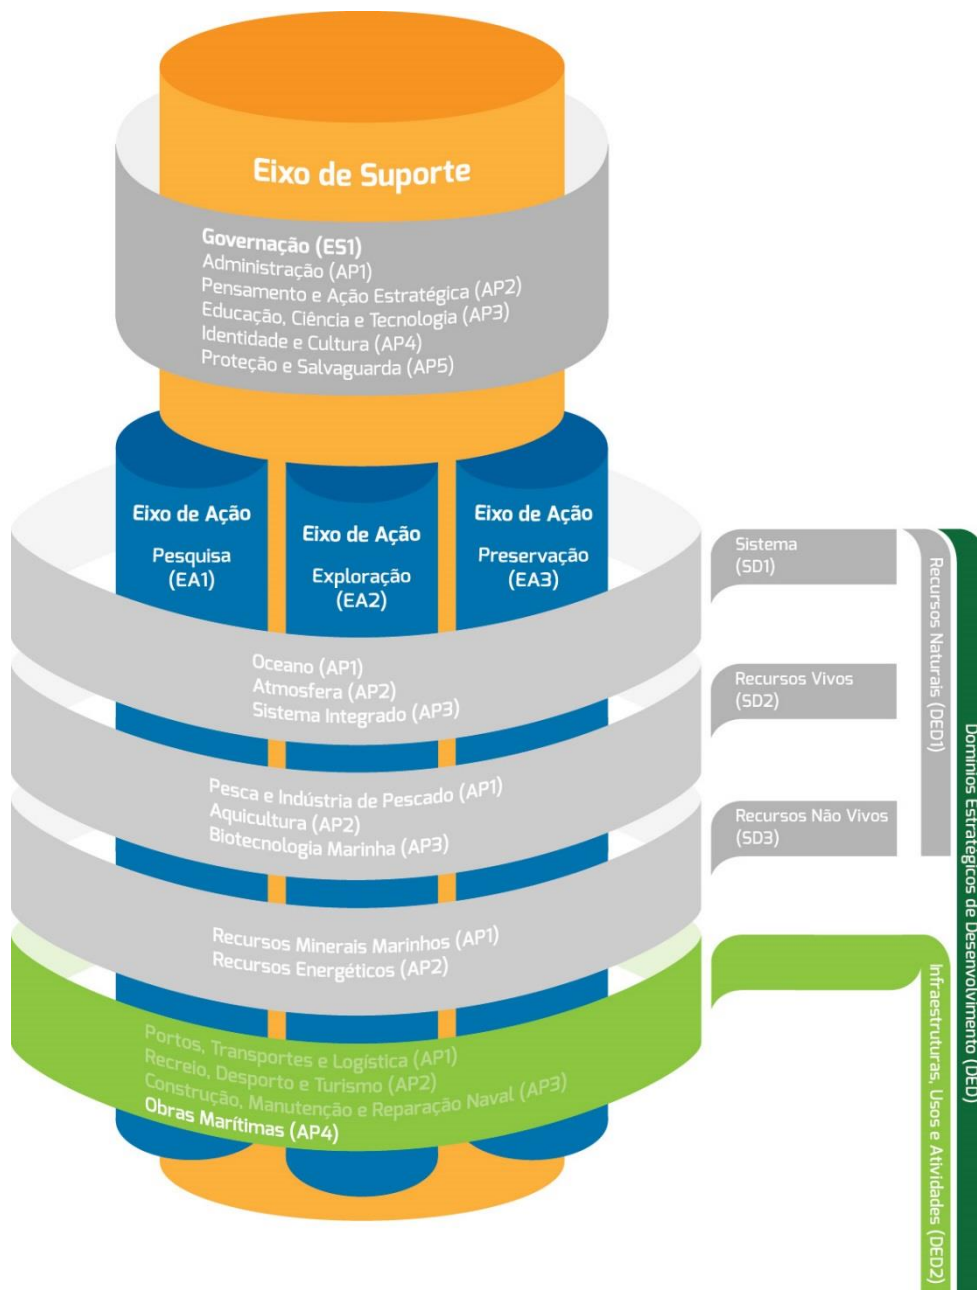 Eixo de Suporte
Governação (ES1)
Administração (AP1)
Pensamento e Ação Estratégica (AP2)
Educação, Ciência e Tecnologia (AP3)
Identidade e Cultura (AP4)
Proteção e Salvaguarda (AP5)
Eixo de Ação
Pesquisa
(EA1)
Eixo de Ação
Exploração
(EA2)
Eixo de Ação
Preservação
(EA3)
Oceano (AP1)
Atmosfera (AP2)
Sistema Integrado (AP3)
Sistema
(SD1)
Pesca e Indústria de Pescado (AP1)
Aquicultura (AP2)
Biotecnologia Marinha (AP3)
Recursos Vivos
(SD2)
Recursos Minerais Marinhos (AP1)
Recursos Energéticos (AP2)
Recursos Não Vivos
(SD3)
Recursos Naturais (DED1)
Portos, Transportes e Logística (AP1)
Recreio, Desporto e Turismo (AP2)
Construção, Manutenção e Reparação Naval (AP3)
Obras Marítimas (AP4)
Infraestruturas, Usos e Atividades (DED2)
Domínios Estratégicos de Desenvolvimento (DED)